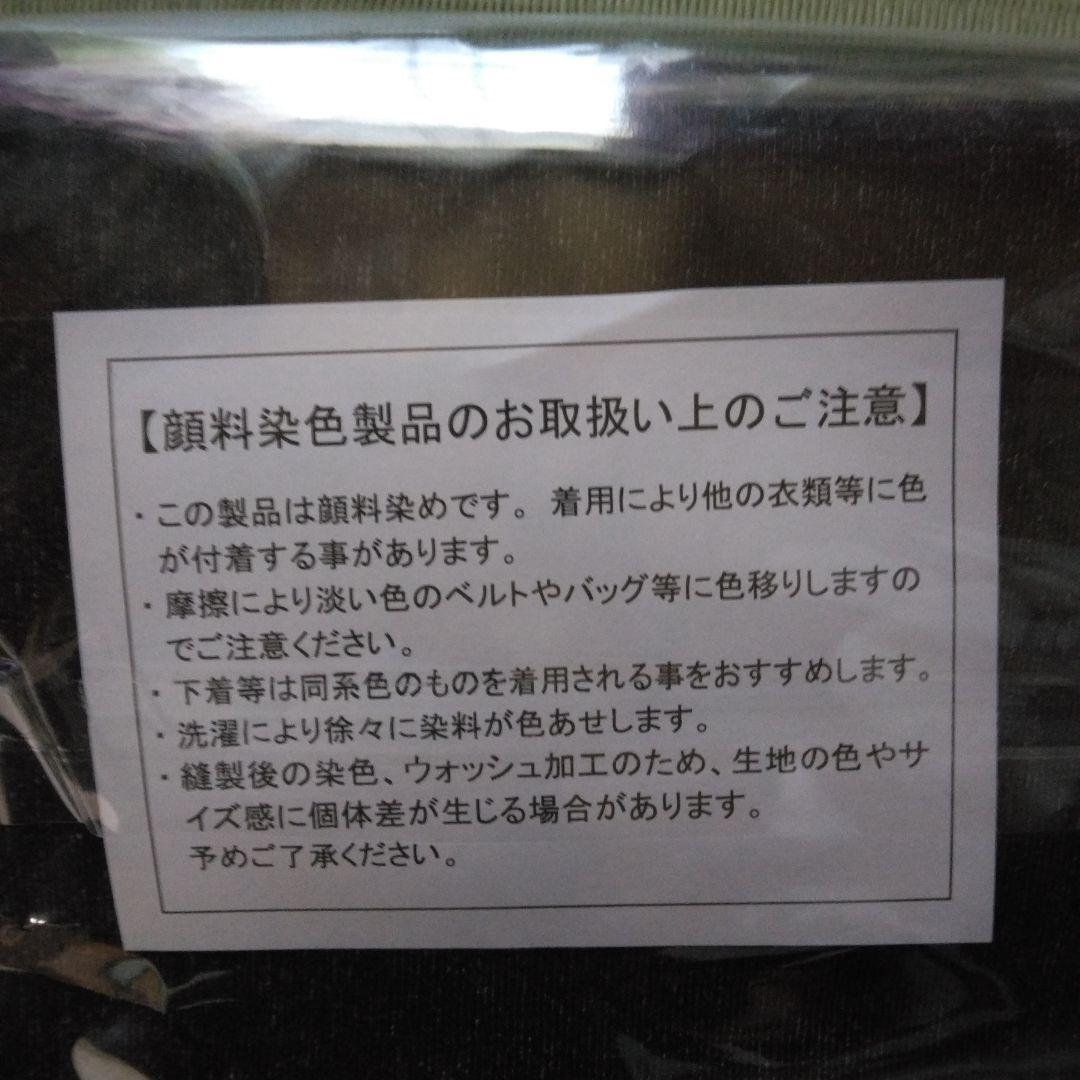 【顔料染色製品のお取扱い上のご注意】
・この製品は顔料染めです。着用により他の衣類等に色
が付着する事があります。
・摩擦により淡い色のベルトやバッグ等に色移りしますの
でご注意ください。
・下着等は同系色のものを着用される事をおすすめします。
・洗濯により徐々に染料が色あせします。
・縫製後の染色、ウォッシュ加工のため、生地の色やサ
イズ感に個体差が生じる場合があります。
予めご了承ください。